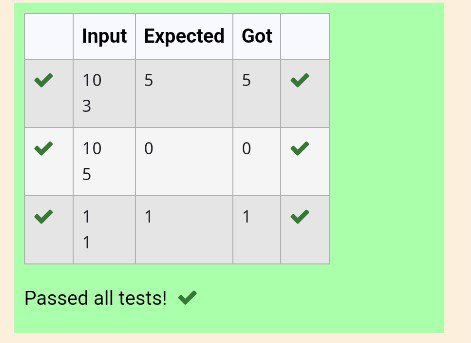 Input Expected Got
10 5 5
3
10 0 0
5
1 1 1
1
Passed all tests!